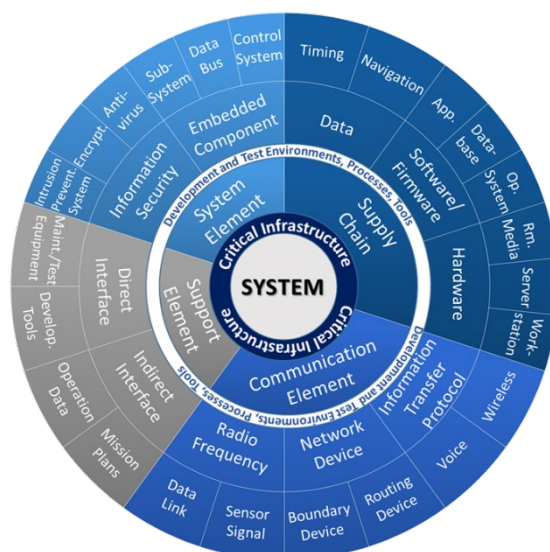 SYSTEM
Critical Infrastructure
Critical Infrastructure
System
Element
Supply
Chain
Communication
Element
Support
Element
Development and Test Environments, Processes, Tools
Development and Test Environments, Processes, Tools
Data
Software/
Firmware
Hardware
Information
Transfer
Protocol
Network
Device
Radio
Frequency
Indirect
Interface
Direct
Interface
Information
Security
Embedded
Component
Timing
Navigation
App.
Data-
base
Op.
System
Rm.
Media
Server
Work-
station
Wireless
Voice
Routing
Device
Boundary
Device
Sensor
Signal
Data
Link
Mission
Plans
Operation
Data
Develop.
Tools
Maint./Test
Equipment
Intrusion
Prevent.
System
Encrypt.
Anti-
virus
Sub-
System
Data
Bus
Control
System